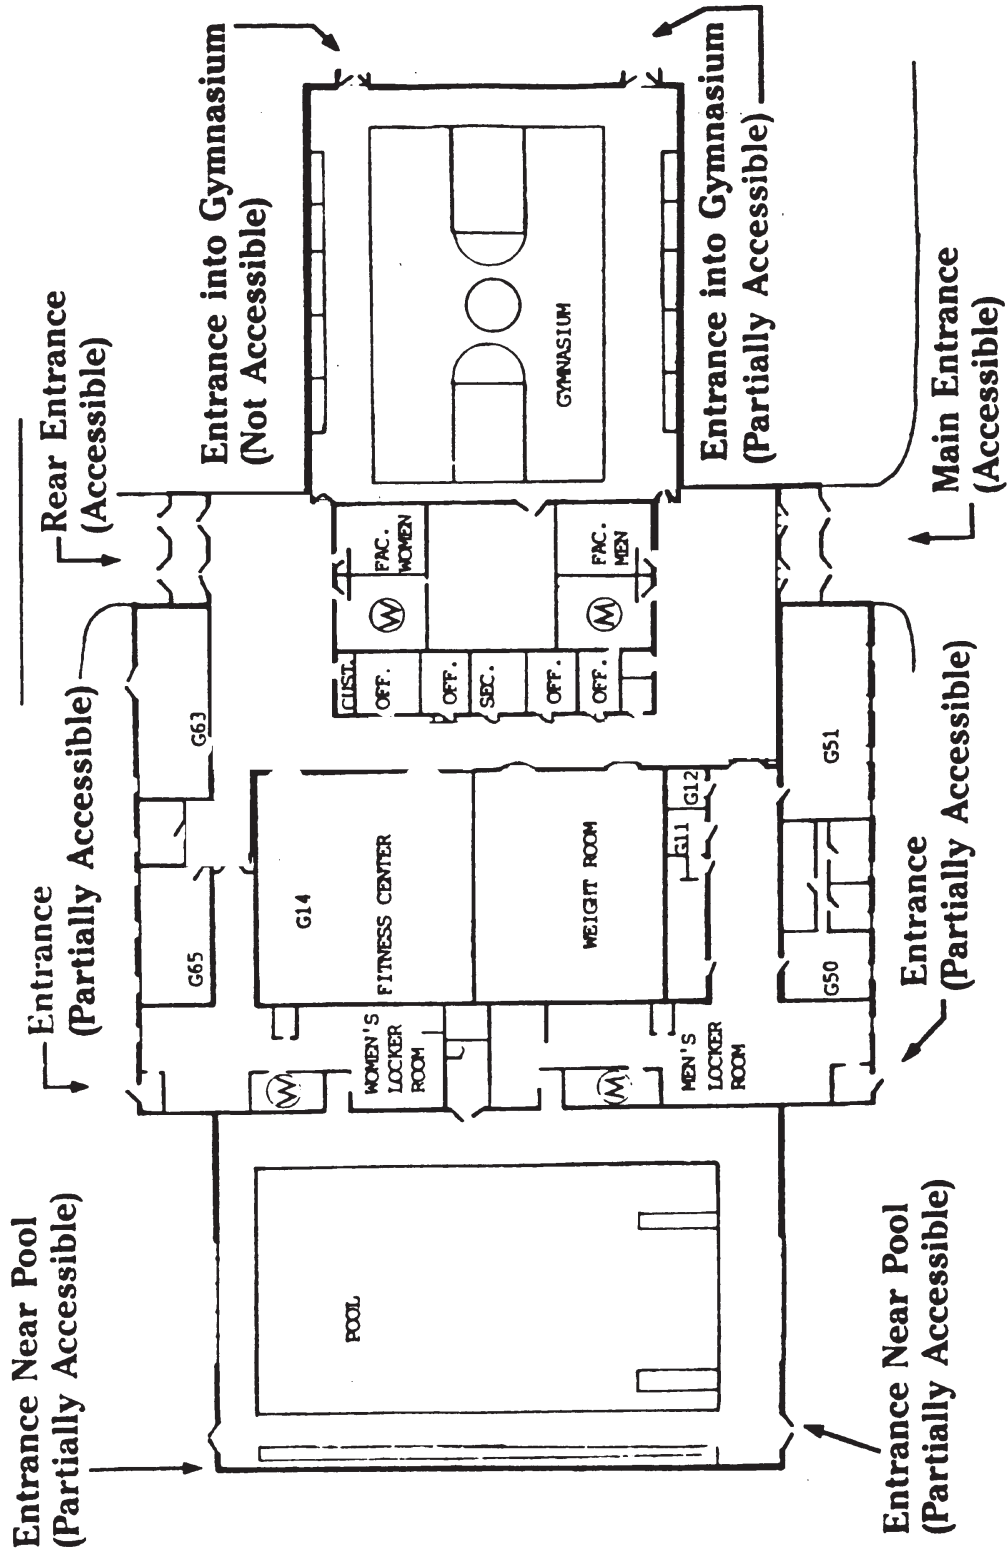 Entrance Near Pool
(Partially Accessible)
Entrance
(Partially Accessible)
Rear Entrance
(Accessible)
Entrance into Gymnasium
(Not Accessible)
G65
G63
CUST.
OFF.
OFF.
SEC.
OFF.
OFF.
W
FAC.
WOMEN
M
FAC.
MEN
GYMNASIUM
W
WOMEN'S
LOCKER
ROOM
G14
FITNESS CENTER
WEIGHT ROOM
G11
G12
POOL
M
MEN'S
LOCKER
ROOM
G50
G51
Entrance Near Pool
(Partially Accessible)
Entrance
(Partially Accessible)
Main Entrance
(Accessible)
Entrance into Gymnasium
(Partially Accessible)